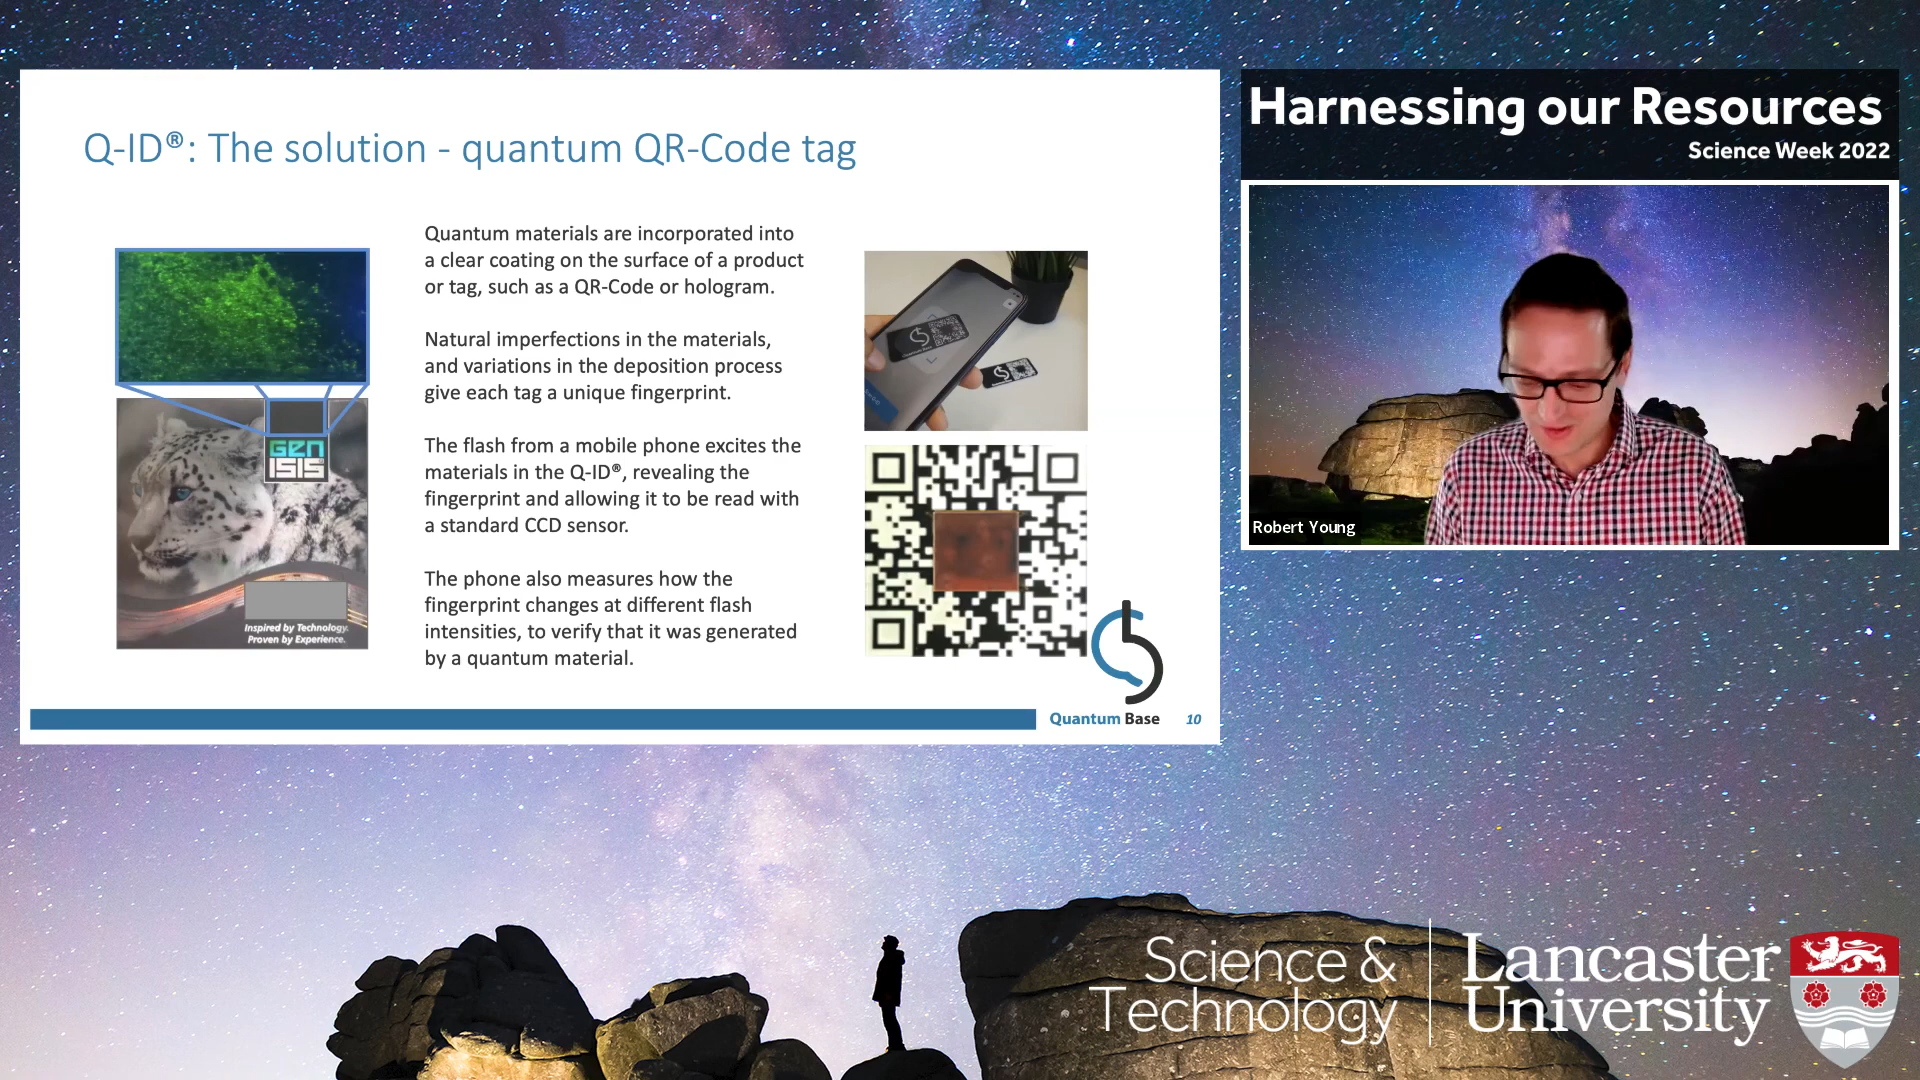 Q-ID®: The solution - quantum QR-Code tag
Quantum materials are incorporated into
a clear coating on the surface of a product
or tag, such as a QR-Code or hologram.
Natural imperfections in the materials,
and variations in the deposition process
give each tag a unique fingerprint.
The flash from a mobile phone excites the
materials in the Q-ID®, revealing the
fingerprint and allowing it to be read with
a standard CCD sensor.
The phone also measures how the
fingerprint changes at different flash
intensities, to verify that it was generated
by a quantum material.
GEN
ISIS
Inspired by Technology.
Proven by Experience.
Quantum Base
Quantum Base 10
Harnessing our Resources
Science Week 2022
Robert Young
Science &
Technology
Lancaster
University